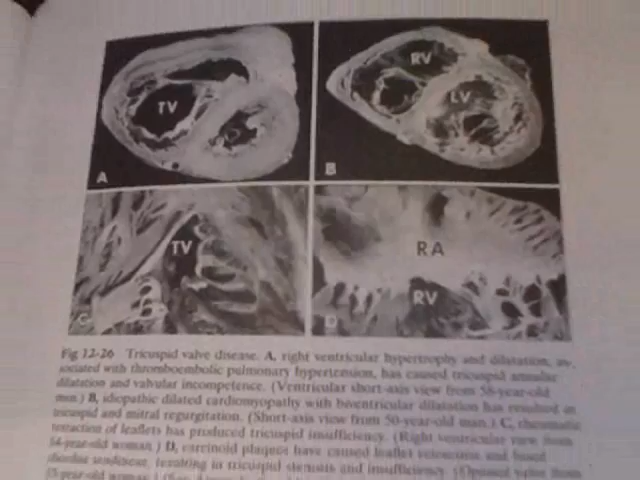 TV
A
RV
LV
B
TV
C
RA
RV
D
Fig 12-26 Tricuspid valve disease. A, right ventricular hypertrophy and dilatation, as-
sociated with thromboembolic pulmonary hypertension, has caused tricuspid annular
dilatation and valvular incompetence. (Ventricular short-axis view from 58-year-old
man.) B, idiopathic dilated cardiomyopathy with biventricular dilatation has resulted in
tricuspid and mitral regurgitation. (Short-axis view from 50-year-old man.) C, rheumatic
retraction of leaflets has produced tricuspid insufficiency. (Right ventricular view from
54-year-old woman.) D, carcinoid plaques have caused leaflet retraction and
chordae tendineae, resulting in tricuspid stenosis and insufficiency. (Opened valve from